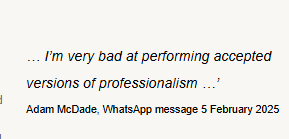 … I’m very bad at performing accepted
versions of professionalism …’
Adam McDade, WhatsApp message 5 February 2025